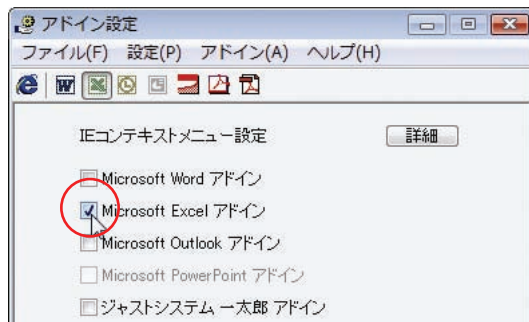 アドイン設定
ファイル(F) 設定(P) アドイン(A) ヘルプ(H)
IEコンテキストメニュー設定 詳細
Microsoft Word アドイン
Microsoft Excel アドイン
Microsoft Outlook アドイン
Microsoft PowerPoint アドイン
ジャストシステム 一太郎 アドイン